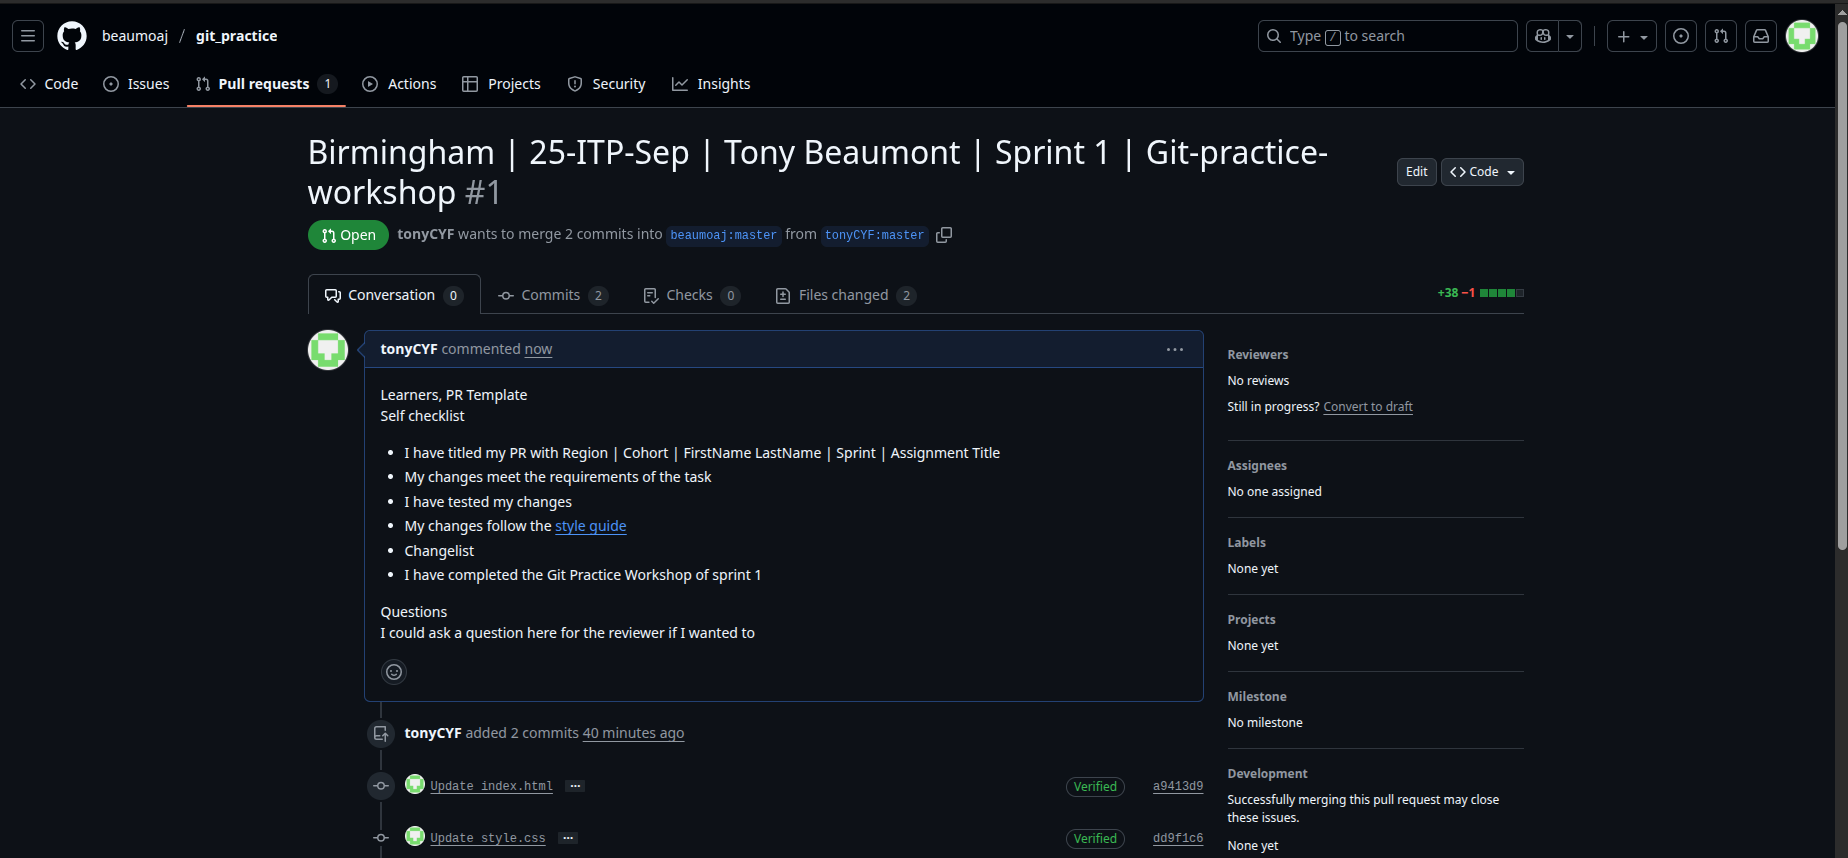 beaumoaj / git_practice
Type / to search
Code
Issues
Pull requests 1
Actions
Projects
Security
Insights
Birmingham | 25-ITP-Sep | Tony Beaumont | Sprint 1 | Git-practice-
workshop #1
Edit
Code
Open
tonyCYF wants to merge 2 commits into beaumoaj:master from tonyCYF:master
Conversation 0
Commits 2
Checks 0
Files changed 2
+38 −1
tonyCYF commented now
Learners, PR Template
Self checklist
• I have titled my PR with Region | Cohort | FirstName LastName | Sprint | Assignment Title
• My changes meet the requirements of the task
• I have tested my changes
• My changes follow the style guide
• Changelist
• I have completed the Git Practice Workshop of sprint 1
Questions
I could ask a question here for the reviewer if I wanted to
tonyCYF added 2 commits 40 minutes ago
Update index.html ... Verified a9413d9
Update style.css ... Verified dd9f1c6
Reviewers
No reviews
Still in progress? Convert to draft
Assignees
No one assigned
Labels
None yet
Projects
None yet
Milestone
No milestone
Development
Successfully merging this pull request may close
these issues.
None yet